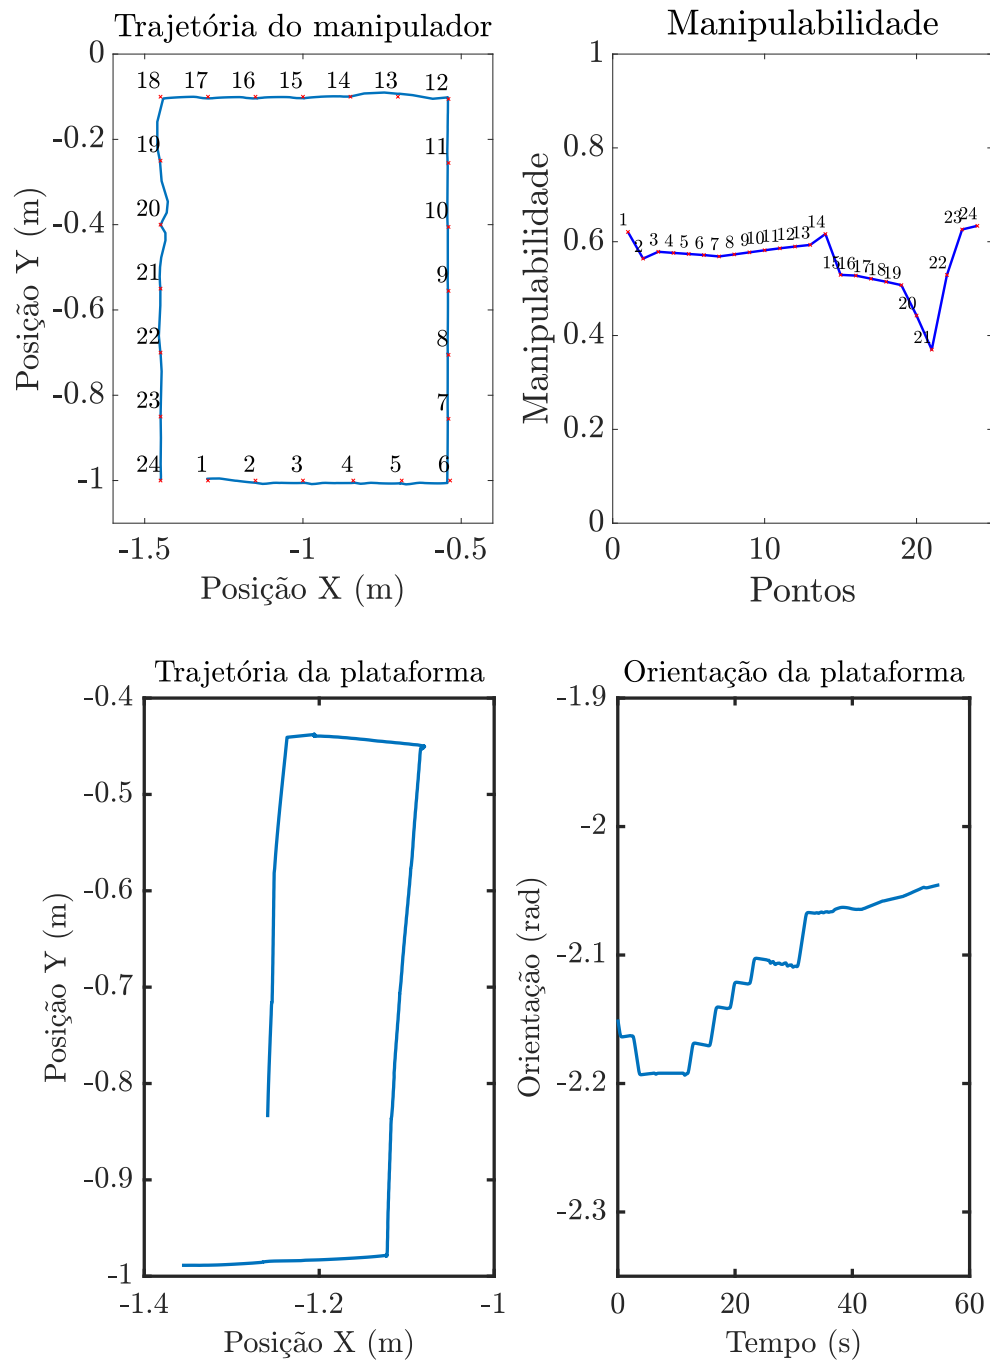 Trajetória do manipulador
0
-0.2
-0.4
-0.6
-0.8
-1
Posição Y (m)
18 17 16 15 14 13 12
19 11
20 10
21 9
22 8
23 7
24 1 2 3 4 5 6
-1.5 -1 -0.5
Posição X (m)
Manipulabilidade
1
0.8
0.6
0.4
0.2
0
Manipulabilidade
1 2 3 4 5 6 7 8 9 10 11 12 13 14 15 16 17 18 19 20 21 22 23 24
0 10 20
Pontos
Trajetória da plataforma
-0.4
-0.5
-0.6
-0.7
-0.8
-0.9
-1
Posição Y (m)
-1.4 -1.2 -1
Posição X (m)
Orientação da plataforma
-1.9
-2
-2.1
-2.2
-2.3
Orientação (rad)
0 20 40 60
Tempo (s)